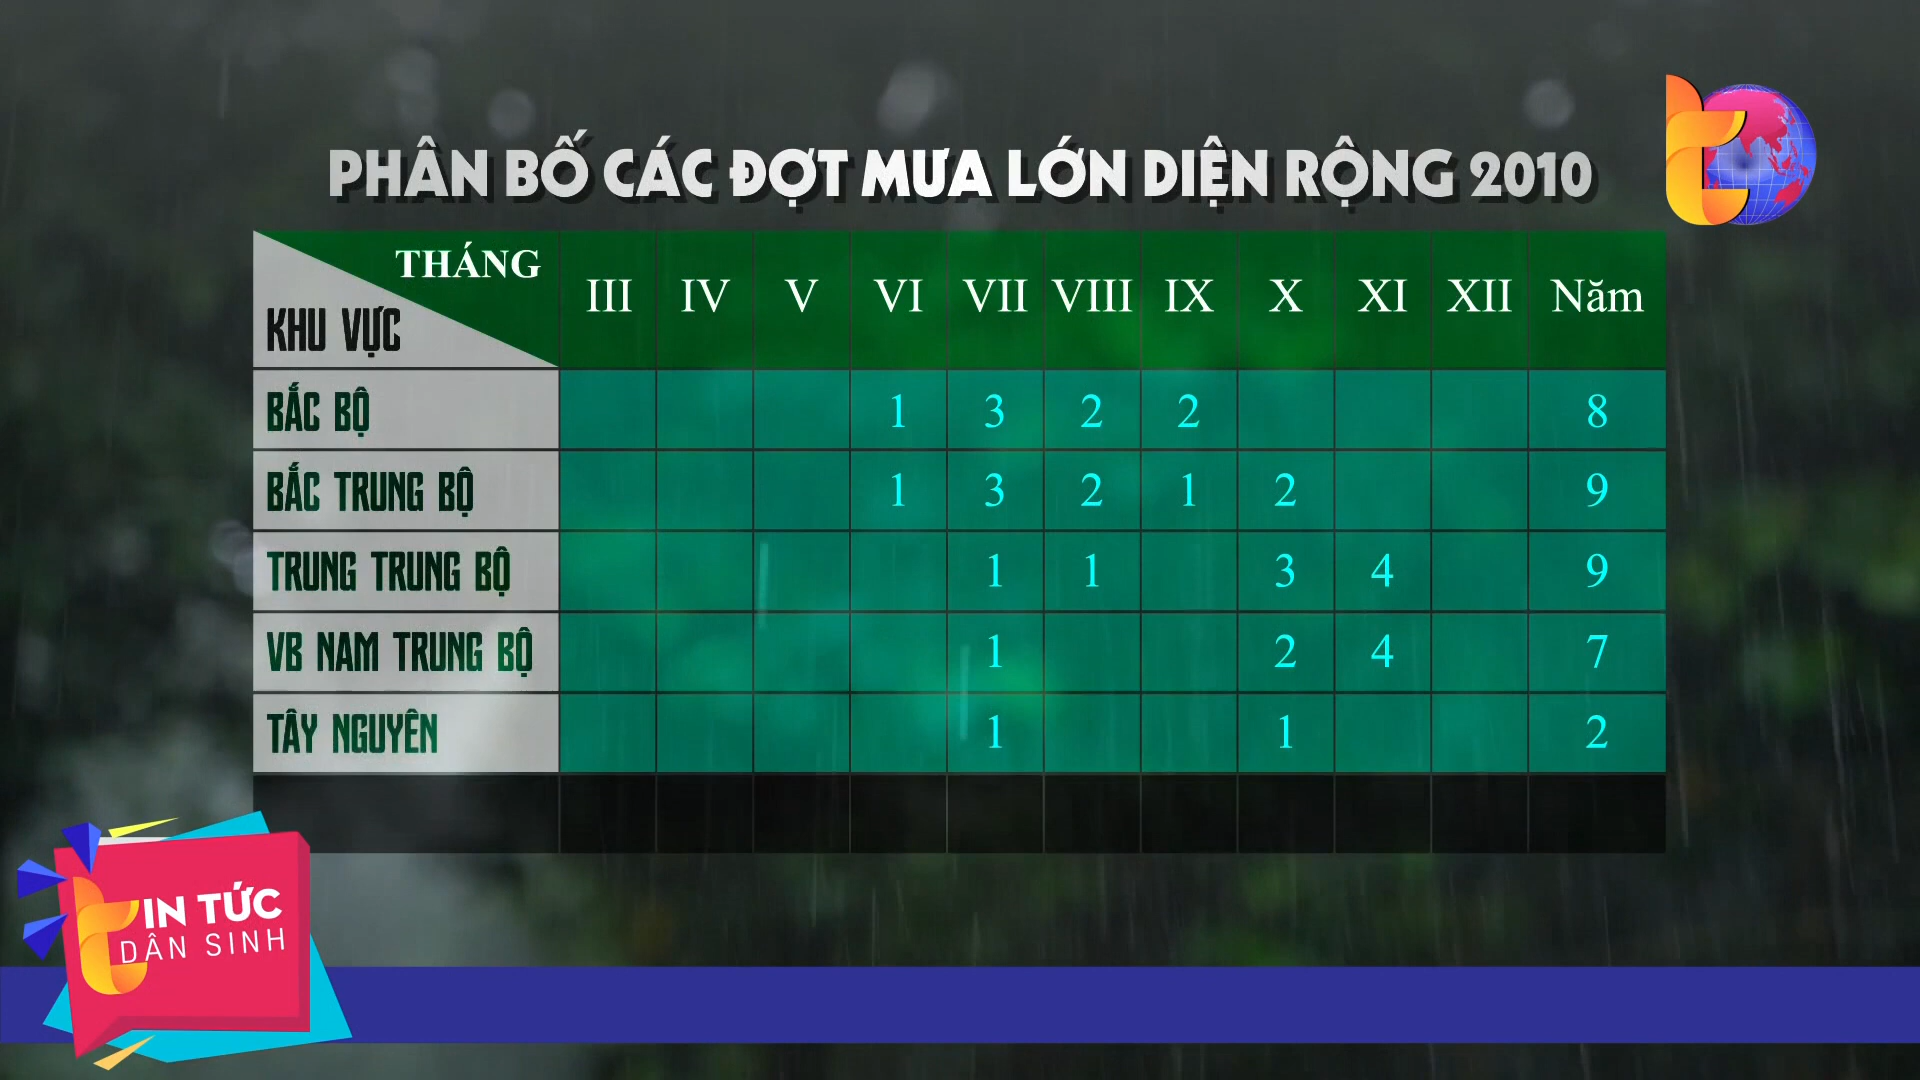 PHÂN BỐ CÁC ĐỢT MƯA LỚN DIỆN RỘNG 2010
THÁNG
KHU VỰC
III IV V VI VII VIII IX X XI XII Năm
BẮC BỘ 1 3 2 2 8
BẮC TRUNG BỘ 1 3 2 1 2 9
TRUNG TRUNG BỘ 1 1 3 4 9
VB NAM TRUNG BỘ 1 2 4 7
TÂY NGUYÊN 1 1 2
TIN TỨC
DÂN SINH